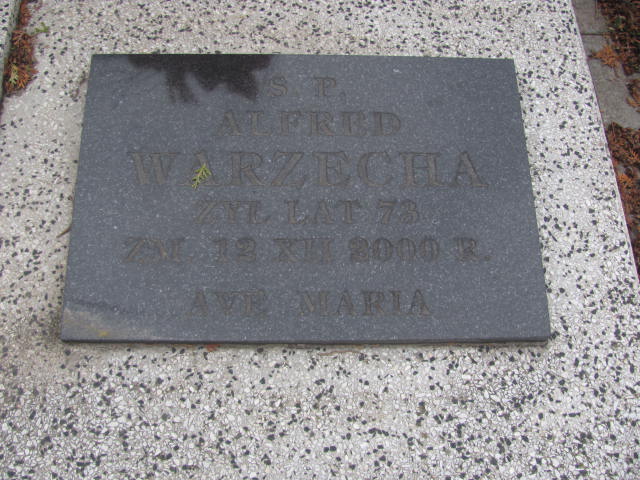 S. P.
ALFRED
WARZECHA
ŻYŁ LAT 73
ZM. 12 XII 2000 R.
AVE MARIA